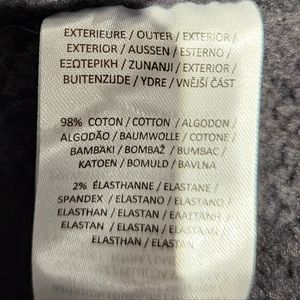 EXTERIEURE / OUTER / EXTERIOR /
EXTERIOR / AUSSEN / ESTERNO /
ΕΞΩΤΕΡΙΚΗ / ZUNANJI / EXTERIOR /
BUITENZIJDE / YDRE / VNĚJŠÍ ČÁST
98% COTON / COTTON / ALGODON /
ALGODÃO / BAUMWOLLE / COTONE /
ΒΑΜΒΑΚΙ / BOMBAŽ / BUMBAC /
KATOEN / BOMULD / BAVLNA
2% ÉLASTHANNE / ELASTANE /
SPANDEX / ELASTANO / ELASTANO /
ELASTHAN / ELASTAN / ΕΛΑΣΤΑΝΗ /
ELASTAN / ELASTAN / ELASTAAN /
ELASTHAN / ELASTAN